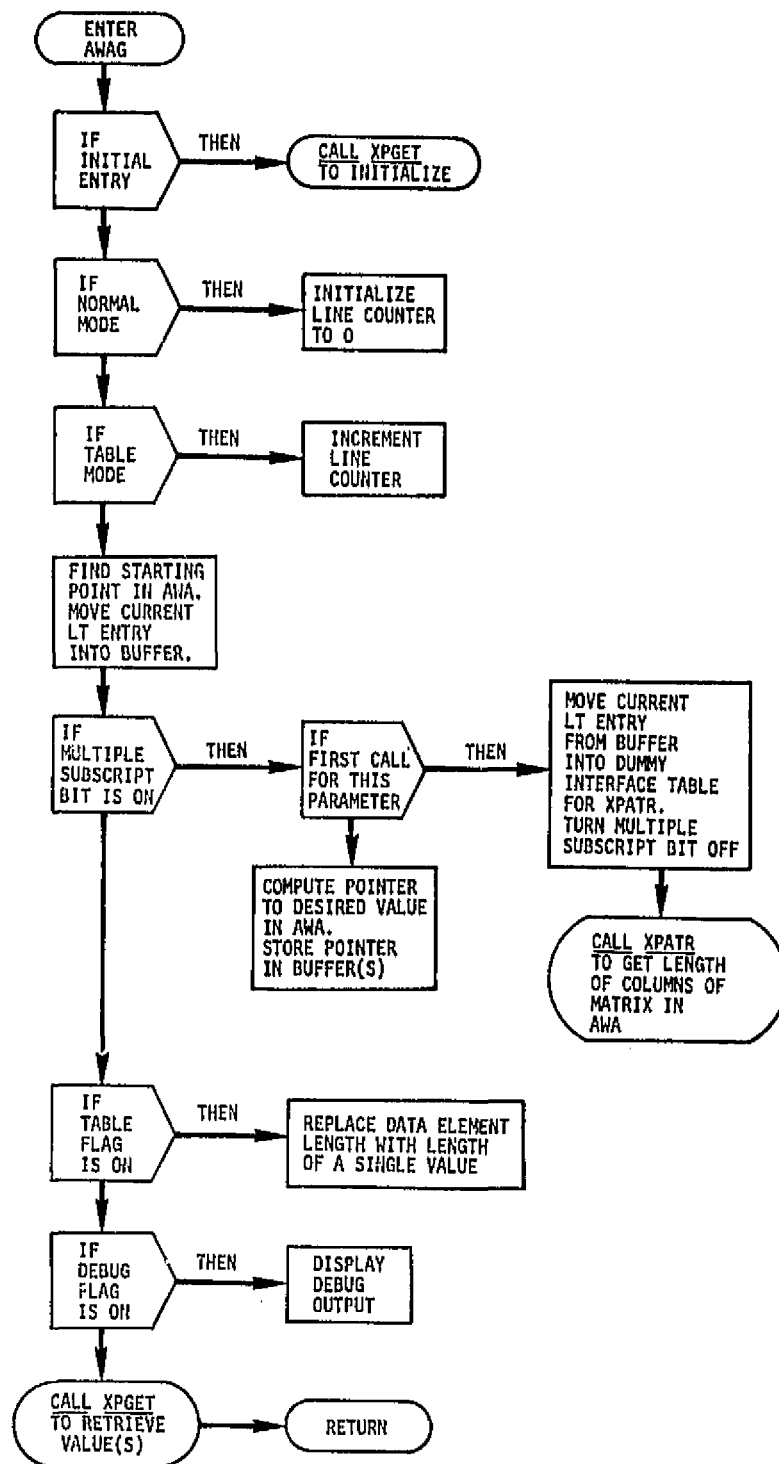 ENTER
AWAG
IF
INITIAL
ENTRY
THEN
CALL XPGET
TO INITIALIZE
IF
NORMAL
MODE
THEN
INITIALIZE
LINE COUNTER
TO 0
IF
TABLE
MODE
THEN
INCREMENT
LINE
COUNTER
FIND STARTING
POINT IN AWA.
MOVE CURRENT
LT ENTRY
INTO BUFFER.
IF
MULTIPLE
SUBSCRIPT
BIT IS ON
THEN
IF
FIRST CALL
FOR THIS
PARAMETER
THEN
MOVE CURRENT
LT ENTRY
FROM BUFFER
INTO DUMMY
INTERFACE TABLE
FOR XPATR.
TURN MULTIPLE
SUBSCRIPT BIT OFF
COMPUTE POINTER
TO DESIRED VALUE
IN AWA.
STORE POINTER
IN BUFFER(S)
CALL XPATR
TO GET LENGTH
OF COLUMNS OF
MATRIX IN
AWA
IF
TABLE
FLAG
IS ON
THEN
REPLACE DATA ELEMENT
LENGTH WITH LENGTH
OF A SINGLE VALUE
IF
DEBUG
FLAG
IS ON
THEN
DISPLAY
DEBUG
OUTPUT
CALL XPGET
TO RETRIEVE
VALUE(S)
RETURN